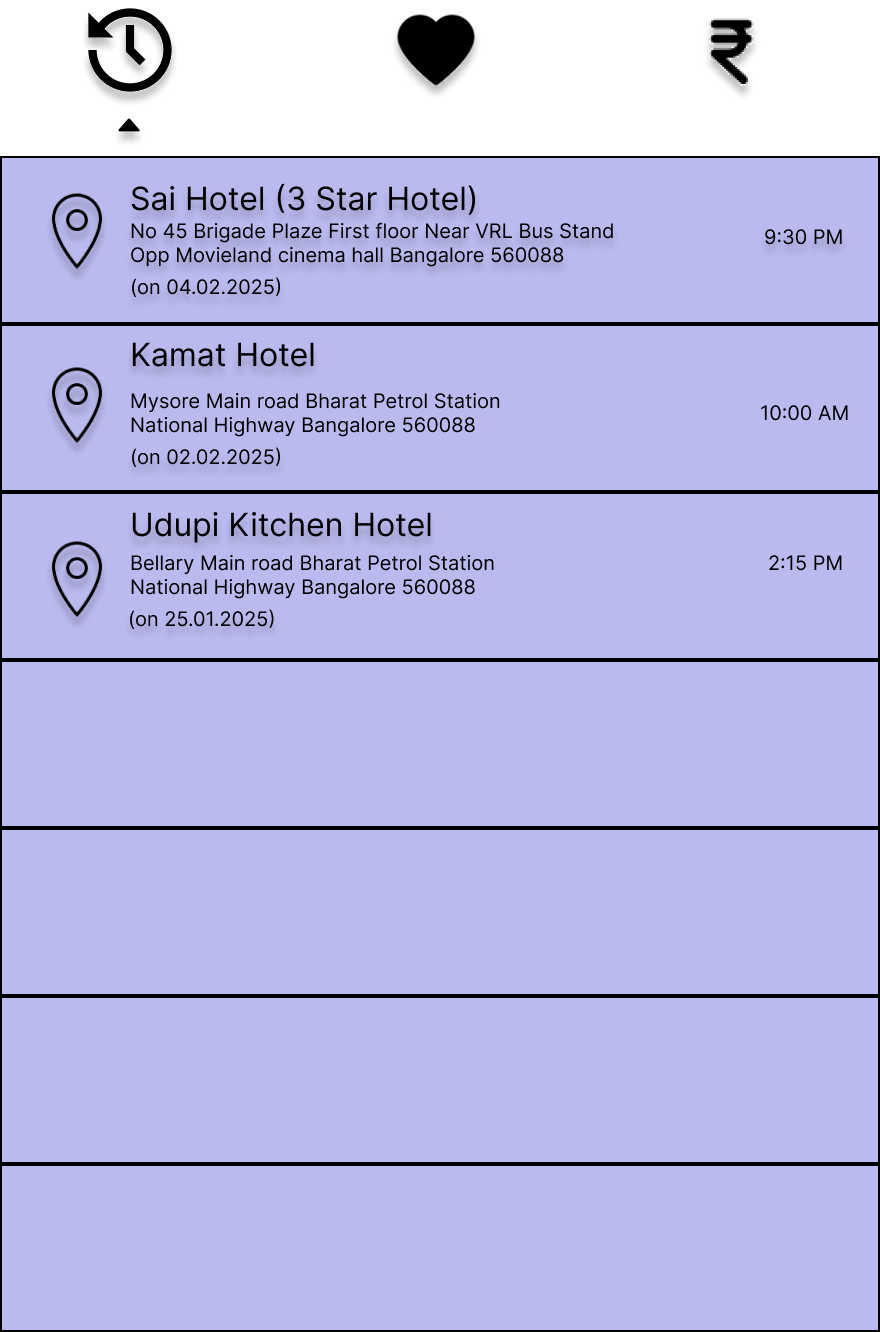 Sai Hotel (3 Star Hotel)
No 45 Brigade Plaze First floor Near VRL Bus Stand
Opp Movieland cinema hall Bangalore 560088
9:30 PM
(on 04.02.2025)
Kamat Hotel
Mysore Main road Bharat Petrol Station
National Highway Bangalore 560088
10:00 AM
(on 02.02.2025)
Udupi Kitchen Hotel
Bellary Main road Bharat Petrol Station
National Highway Bangalore 560088
2:15 PM
(on 25.01.2025)